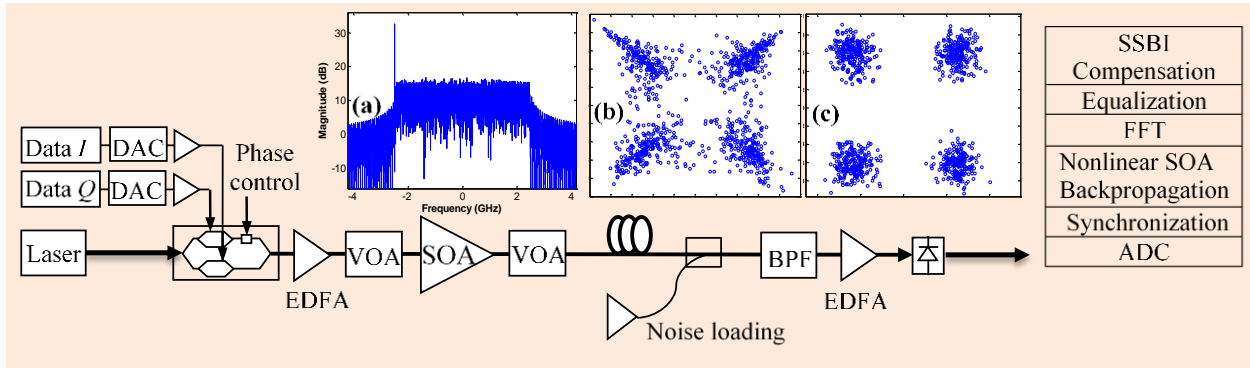 30
20
10
0
-10
Magnitude (dB)
(a)
-4
-2
0
2
4
Frequency (GHz)
(b)
(c)
SSBI
Compensation
Equalization
FFT
Nonlinear SOA
Backpropagation
Synchronization
ADC
Data I
DAC
Data Q
DAC
Phase
control
Laser
EDFA
VOA
SOA
VOA
BPF
EDFA
Noise loading